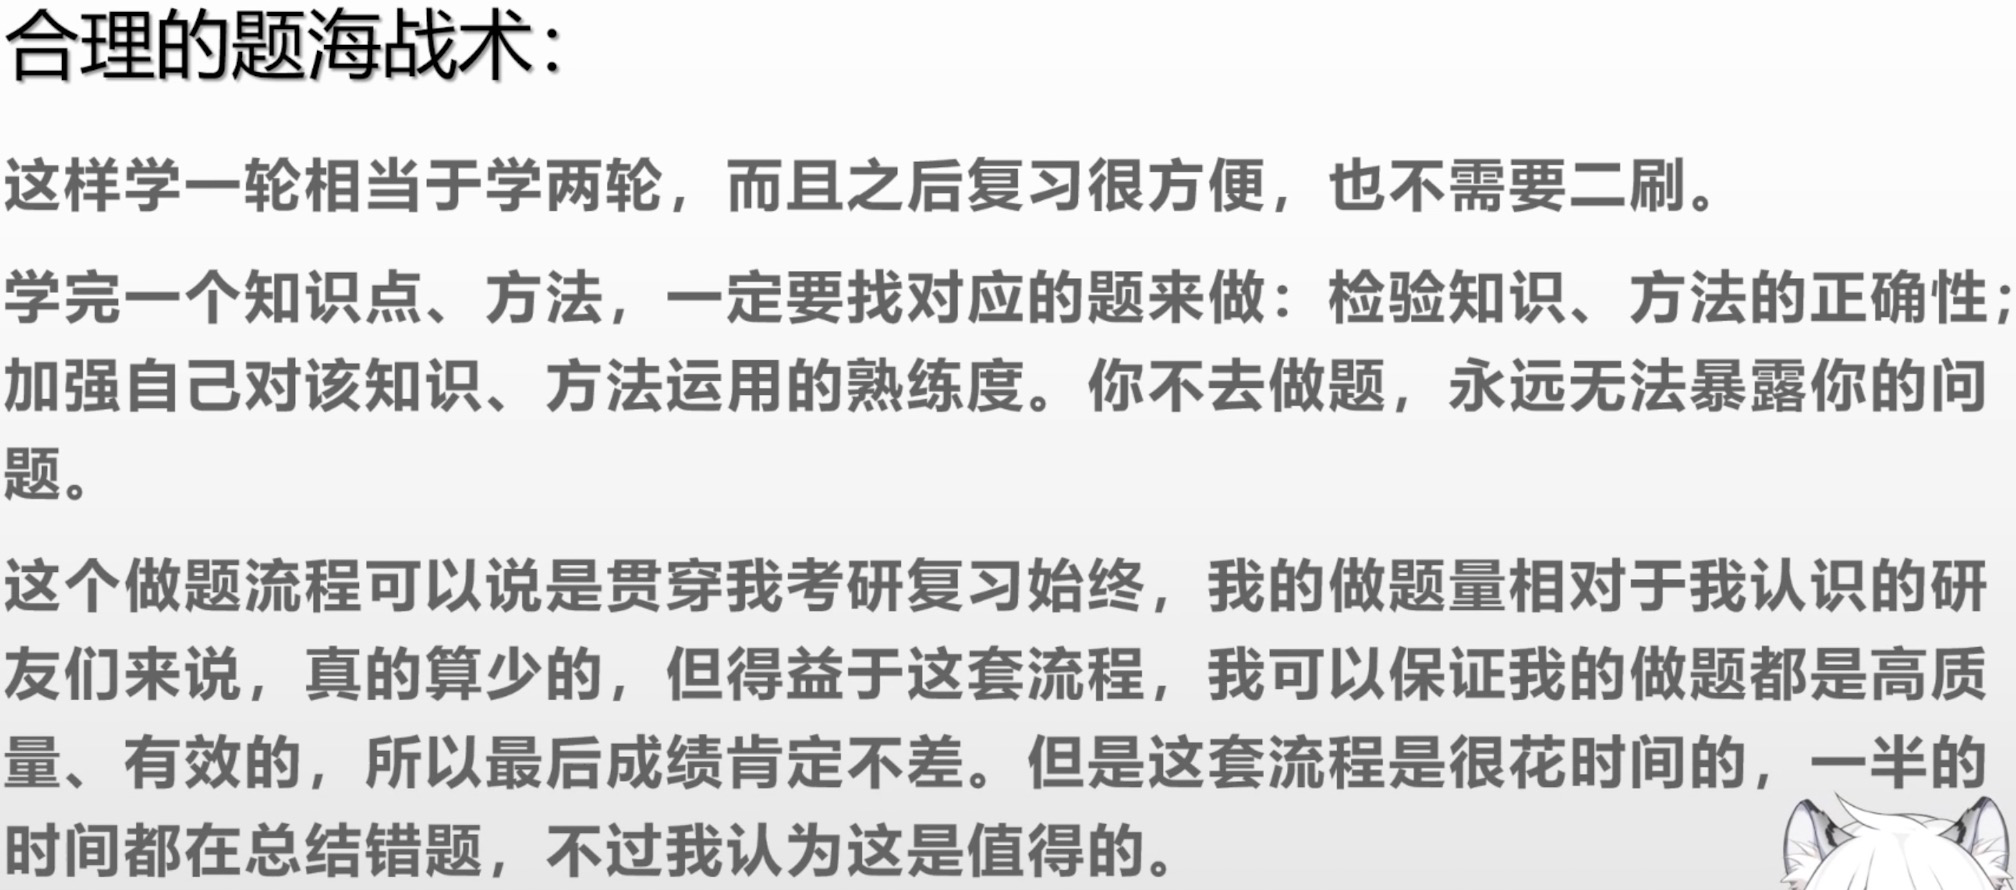 合理的题海战术：
这样学一轮相当于学两轮，而且之后复习很方便，也不需要二刷。
学完一个知识点、方法，一定要找对应的题来做：检验知识、方法的正确性；
加强自己对该知识、方法运用的熟练度。你不去做题，永远无法暴露你的问
题。
这个做题流程可以说是贯穿我考研复习始终，我的做题量相对于我认识的研
友们来说，真的算少的，但得益于这套流程，我可以保证我的做题都是高质
量、有效的，所以最后成绩肯定不差。但是这套流程是很花时间的，一半的
时间都在总结错题，不过我认为这是值得的。